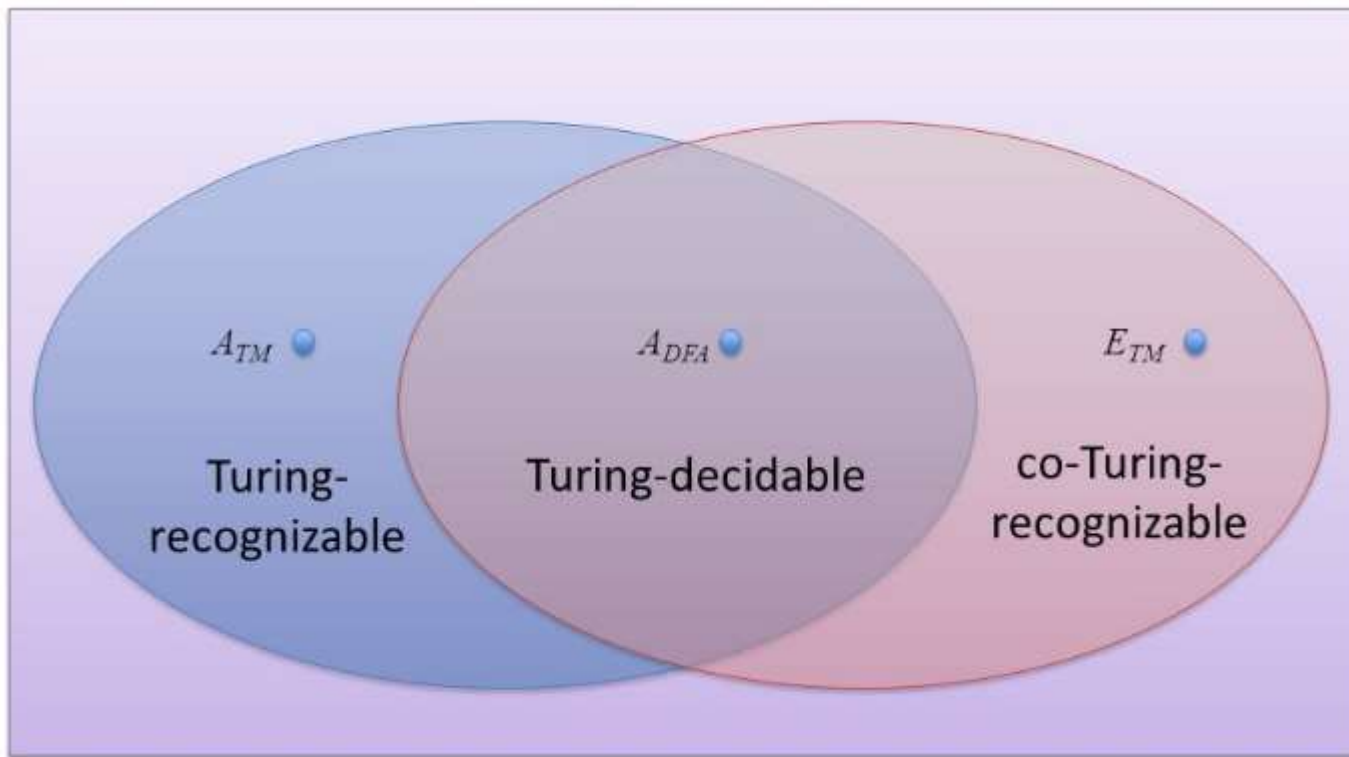 A_TM
A_DFA
E_TM
Turing-
recognizable
Turing-decidable
co-Turing-
recognizable